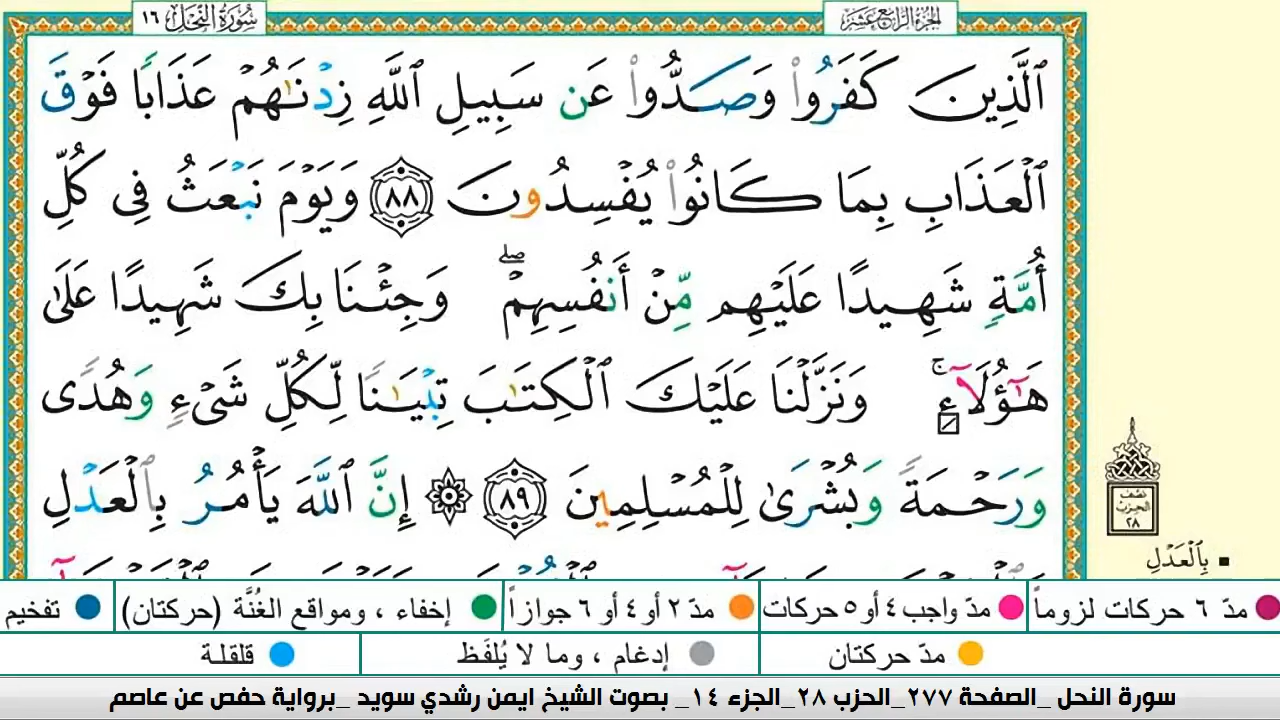 الجزء الرابع عشر
سُورَةُ النَّحْلِ ١٦
ٱلَّذِينَ كَفَرُوا۟ وَصَدُّوا۟ عَن سَبِيلِ ٱللَّهِ زِدْنَـٰهُمْ عَذَابًا فَوْقَ
ٱلْعَذَابِ بِمَا كَانُوا۟ يُفْسِدُونَ ٨٨ وَيَوْمَ نَبْعَثُ فِى كُلِّ
أُمَّةٍ شَهِيدًا عَلَيْهِم مِّنْ أَنفُسِهِمْ ۖ وَجِئْنَا بِكَ شَهِيدًا عَلَىٰ
هَـٰٓؤُلَآءِ ۚ وَنَزَّلْنَا عَلَيْكَ ٱلْكِتَـٰبَ تِبْيَـٰنًا لِّكُلِّ شَىْءٍ وَهُدًى
وَرَحْمَةً وَبُشْرَىٰ لِلْمُسْلِمِينَ ٨٩ ۞ إِنَّ ٱللَّهَ يَأْمُرُ بِٱلْعَدْلِ
نصف
الحزب
٢٨
بِٱلْعَدْلِ
مدّ ٦ حركات لزوماً مدّ واجب ٤ أو ٥ حركات مدّ ٢ أو ٤ أو ٦ جوازاً إخفاء ، ومواقع الغُنَّة (حركتان) تفخيم
مدّ حركتان إدغام ، وما لا يُلفَظ قلقلة
سورة النحل _الصفحة ٢٧٧_الحزب ٢٨_الجزء ١٤_ بصوت الشيخ ايمن رشدي سويد _برواية حفص عن عاصم